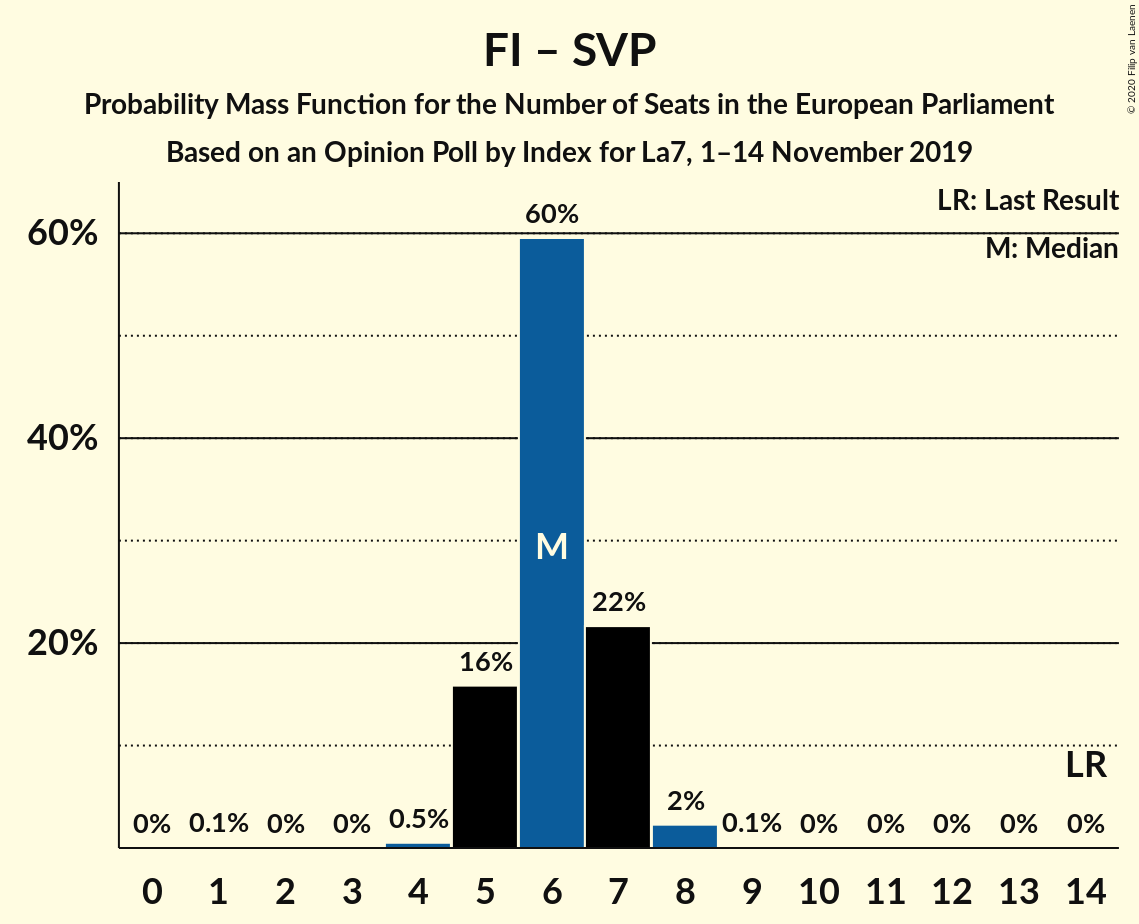 FI – SVP
Probability Mass Function for the Number of Seats in the European Parliament
Based on an Opinion Poll by Index for La7, 1–14 November 2019
© 2020 Filip van Laenen
LR: Last Result
M: Median
60%
40%
20%
0%
0.1%
0%
0%
0.5%
16%
60%
M
22%
2%
0.1%
0%
0%
0%
0%
LR
0%
0 1 2 3 4 5 6 7 8 9 10 11 12 13 14